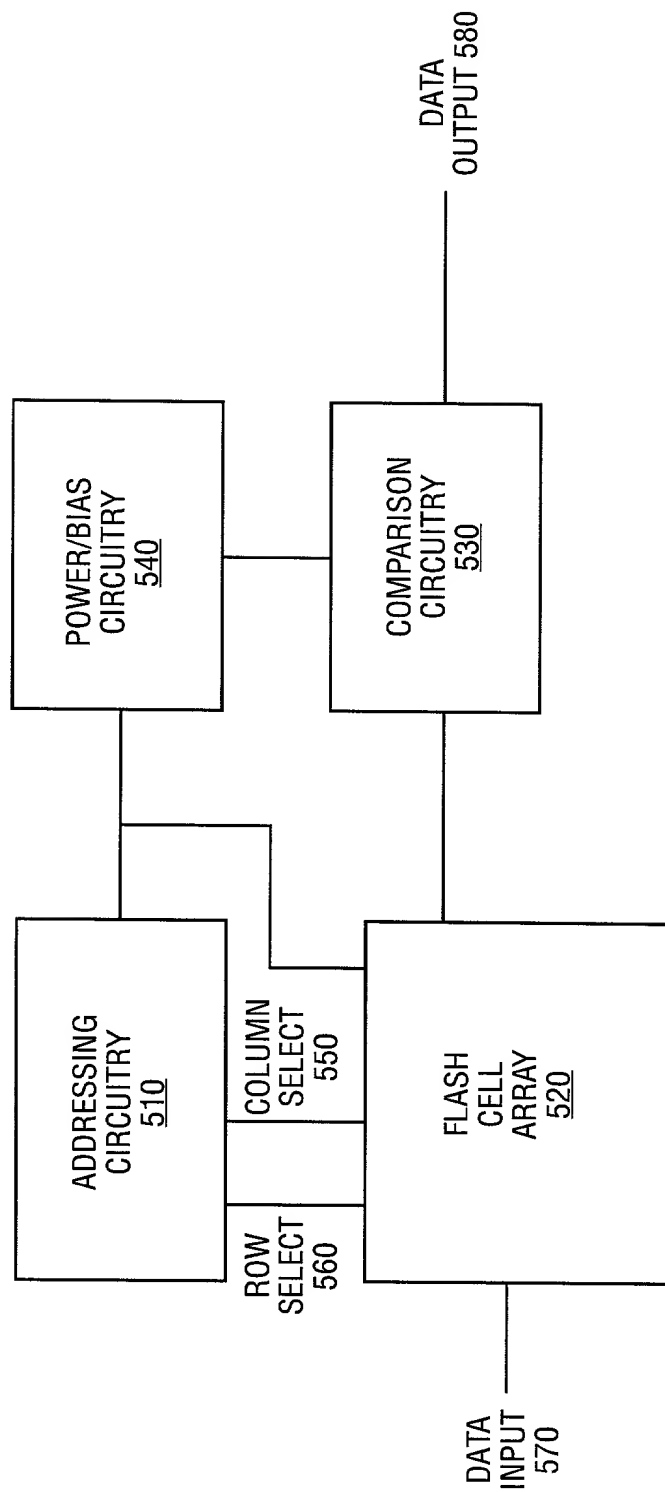 ADDRESSING
CIRCUITRY
510
POWER/BIAS
CIRCUITRY
540
ROW
SELECT
560
COLUMN
SELECT
550
DATA
INPUT 570
FLASH
CELL
ARRAY
520
COMPARISON
CIRCUITRY
530
DATA
OUTPUT 580